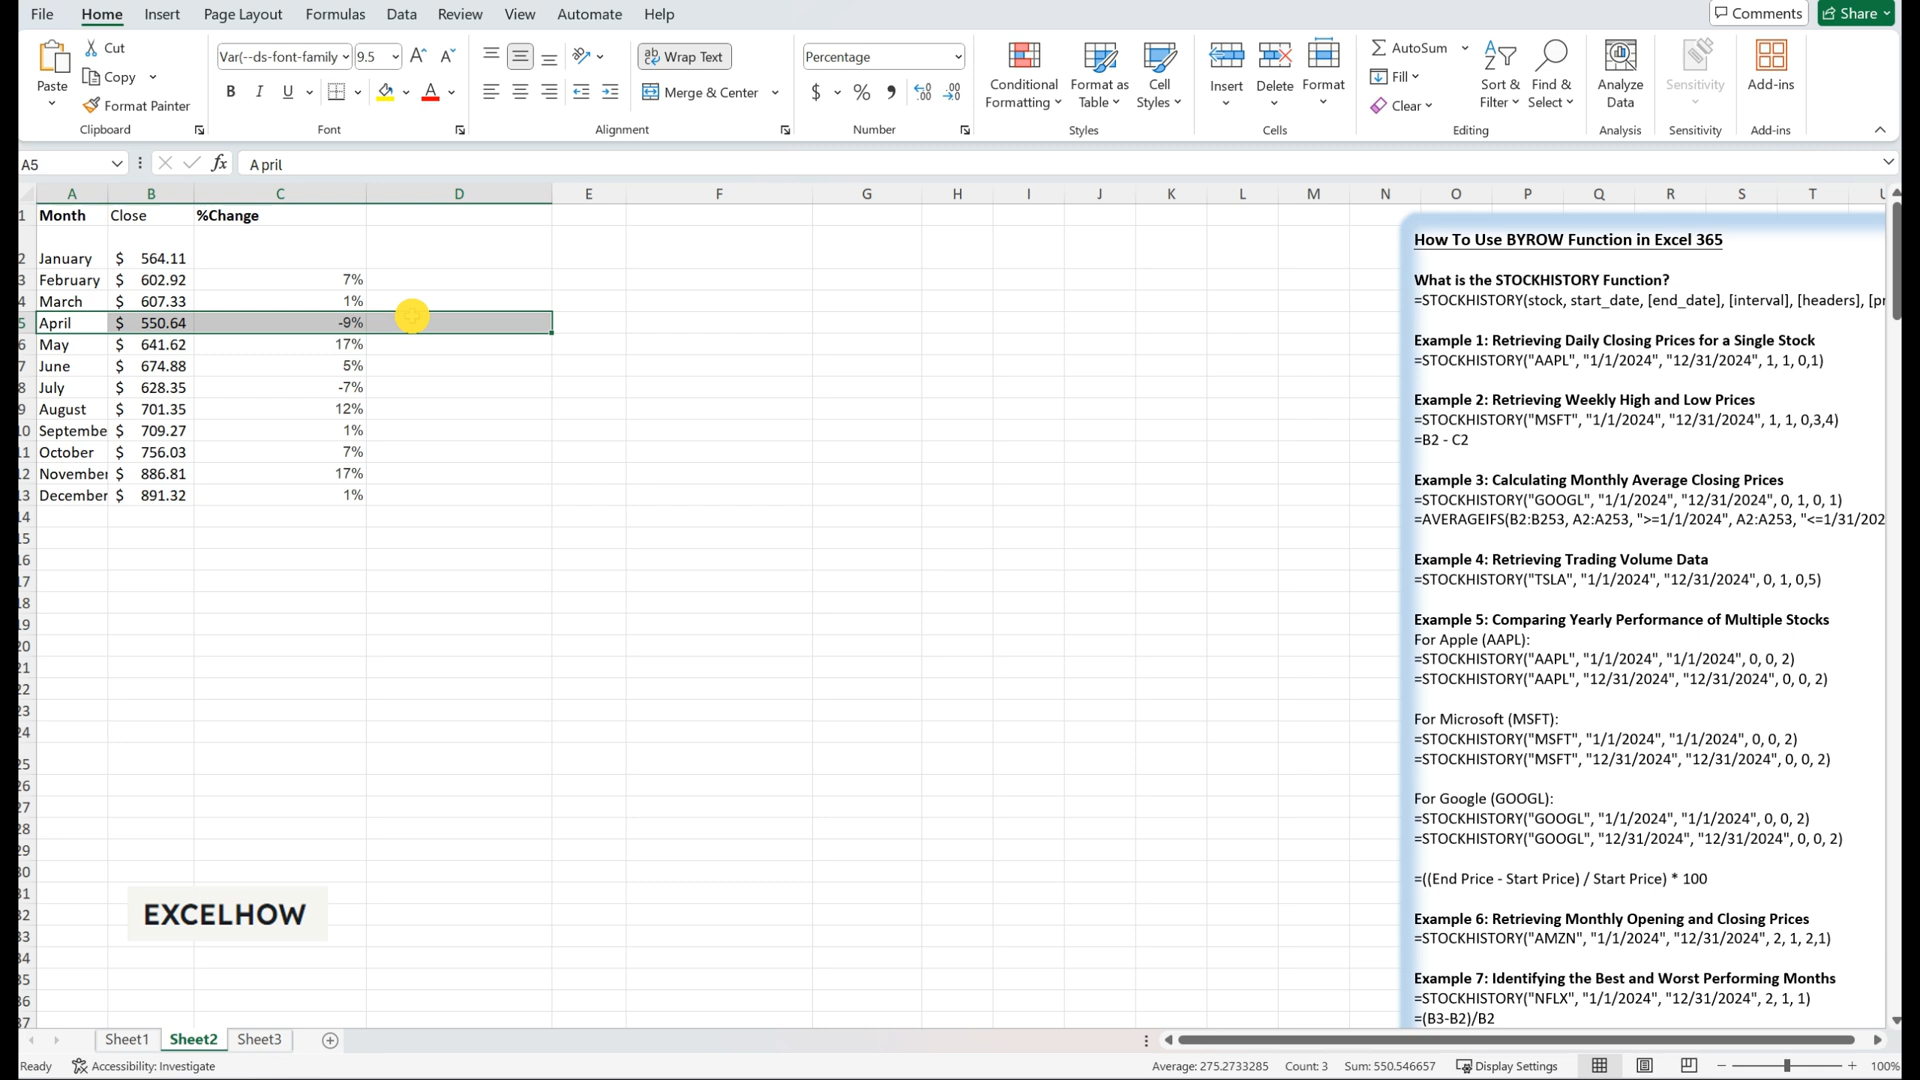 File Home Insert Page Layout Formulas Data Review View Automate Help Comments Share
Paste Cut Copy Format Painter Clipboard
Var(--ds-font-family 9.5 A A
B I U A Font
Wrap Text
Merge & Center
Alignment
Percentage
$ % 9 Number
Conditional Formatting Format as Table Cell Styles Styles
Insert Delete Format Cells
AutoSum Fill Clear Sort & Filter Find & Select Editing
Analyze Data Analysis
Sensitivity Sensitivity
Add-ins Add-ins
A5 fx April
A B C D E F G H I J K L M N O P Q R S T
1 Month Close %Change
2 January $ 564.11
3 February $ 602.92 7%
4 March $ 607.33 1%
5 April $ 550.64 -9%
6 May $ 641.62 17%
7 June $ 674.88 5%
8 July $ 628.35 -7%
9 August $ 701.35 12%
10 Septembe $ 709.27 1%
11 October $ 756.03 7%
12 November $ 886.81 17%
13 December $ 891.32 1%
14
15
16
17
18
19
20
21
22
23
24
25
26
27
28
29
30
31
32
33
34
35
36
37
EXCELHOW
How To Use BYROW Function in Excel 365
What is the STOCKHISTORY Function?
=STOCKHISTORY(stock, start_date, [end_date], [interval], [headers], [pr
Example 1: Retrieving Daily Closing Prices for a Single Stock
=STOCKHISTORY("AAPL", "1/1/2024", "12/31/2024", 1, 1, 0,1)
Example 2: Retrieving Weekly High and Low Prices
=STOCKHISTORY("MSFT", "1/1/2024", "12/31/2024", 1, 1, 0,3,4)
=B2 - C2
Example 3: Calculating Monthly Average Closing Prices
=STOCKHISTORY("GOOGL", "1/1/2024", "12/31/2024", 0, 1, 0, 1)
=AVERAGEIFS(B2:B253, A2:A253, ">=1/1/2024", A2:A253, "<=1/31/202
Example 4: Retrieving Trading Volume Data
=STOCKHISTORY("TSLA", "1/1/2024", "12/31/2024", 0, 1, 0,5)
Example 5: Comparing Yearly Performance of Multiple Stocks
For Apple (AAPL):
=STOCKHISTORY("AAPL", "1/1/2024", "1/1/2024", 0, 0, 2)
=STOCKHISTORY("AAPL", "12/31/2024", "12/31/2024", 0, 0, 2)
For Microsoft (MSFT):
=STOCKHISTORY("MSFT", "1/1/2024", "1/1/2024", 0, 0, 2)
=STOCKHISTORY("MSFT", "12/31/2024", "12/31/2024", 0, 0, 2)
For Google (GOOGL):
=STOCKHISTORY("GOOGL", "1/1/2024", "1/1/2024", 0, 0, 2)
=STOCKHISTORY("GOOGL", "12/31/2024", "12/31/2024", 0, 0, 2)
=((End Price - Start Price) / Start Price) * 100
Example 6: Retrieving Monthly Opening and Closing Prices
=STOCKHISTORY("AMZN", "1/1/2024", "12/31/2024", 2, 1, 2,1)
Example 7: Identifying the Best and Worst Performing Months
=STOCKHISTORY("NFLX", "1/1/2024", "12/31/2024", 2, 1, 1)
=(B3-B2)/B2
Sheet1 Sheet2 Sheet3
Ready Accessibility: Investigate Average: 275.2733285 Count: 3 Sum: 550.546657 Display Settings 100%